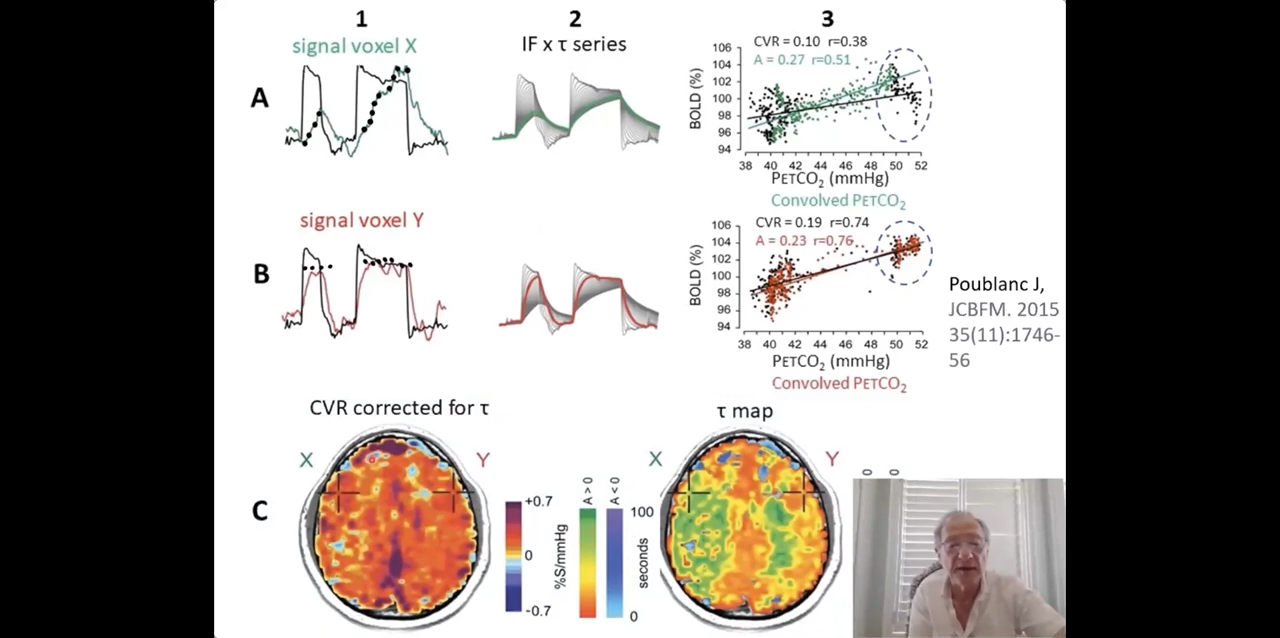 1
2
3
signal voxel X
IF x τ series
A
CVR = 0.10 r=0.38
A = 0.27 r=0.51
BOLD (%)
106
104
102
100
98
96
94
38 40 42 44 46 48 50 52
PETCO₂ (mmHg)
Convolved PETCO₂
signal voxel Y
B
CVR = 0.19 r=0.74
A = 0.23 r=0.76
BOLD (%)
106
104
102
100
98
96
94
38 40 42 44 46 48 50 52
PETCO₂ (mmHg)
Convolved PETCO₂
Poublanc J,
JCBFM. 2015
35(11):1746-
56
CVR corrected for τ
τ map
C
X
Y
+0.7
0
-0.7
%S/mmHg
A > 0
A < 0
100
seconds
0
X
Y
0
0